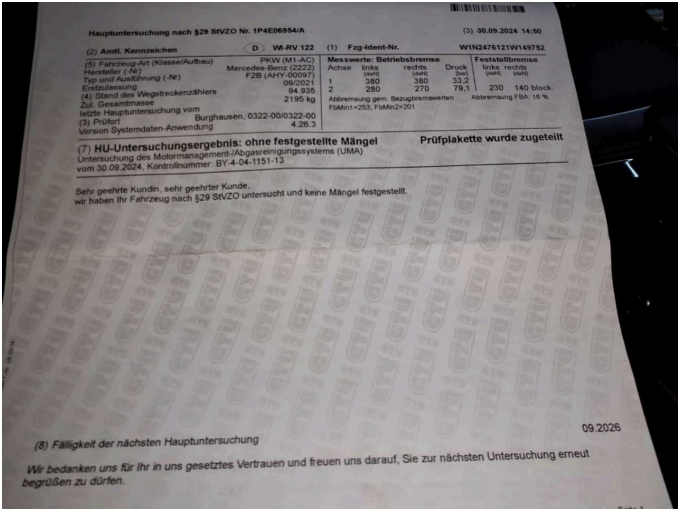 Hauptuntersuchung nach §29 StVZO Nr. 1P4E06954/A
(3) 30.09.2024 14:50
(2) Amtl. Kennzeichen D WI-RV 122
(1) Fzg-Ident-Nr. W1N2476121W149752
(5) Fahrzeug-Art (Klasse/Aufbau) PKW (M1-AC)
Hersteller (-Nr) Mercedes-Benz (2222)
Typ und Ausführung (-Nr) F2B (AHY-00097)
Erstzulassung 09/2021
(4) Stand des Wegstreckenzählers 94.935
Zul. Gesamtmasse 2195 kg
letzte Hauptuntersuchung vom
(3) Prüfort Burghausen, 0322-00/0322-00
Version Systemdaten-Anwendung 4.26.3
Messwerte: Betriebsbremse
Achse links rechts Druck
[daN] [daN] [bar]
1 380 380 33,2
2 280 270 79,1
Abbremsung gem. Bezugbremswerten
FbMin1=253, FbMin2=201
Feststellbremse
links rechts
[daN] [daN]
230 140 block.
Abbremsung FBA: 16 %
(7) HU-Untersuchungsergebnis: ohne festgestellte Mängel Prüfplakette wurde zugeteilt
Untersuchung des Motormanagement-/Abgasreinigungssystems (UMA)
vom 30.09.2024, Kontrollnummer: BY-4-04-1151-13
Sehr geehrte Kundin, sehr geehrter Kunde,
wir haben Ihr Fahrzeug nach §29 StVZO untersucht und keine Mängel festgestellt.
(8) Fälligkeit der nächsten Hauptuntersuchung 09.2026
Wir bedanken uns für Ihr in uns gesetztes Vertrauen und freuen uns darauf, Sie zur nächsten Untersuchung erneut
begrüßen zu dürfen.
GTÜ